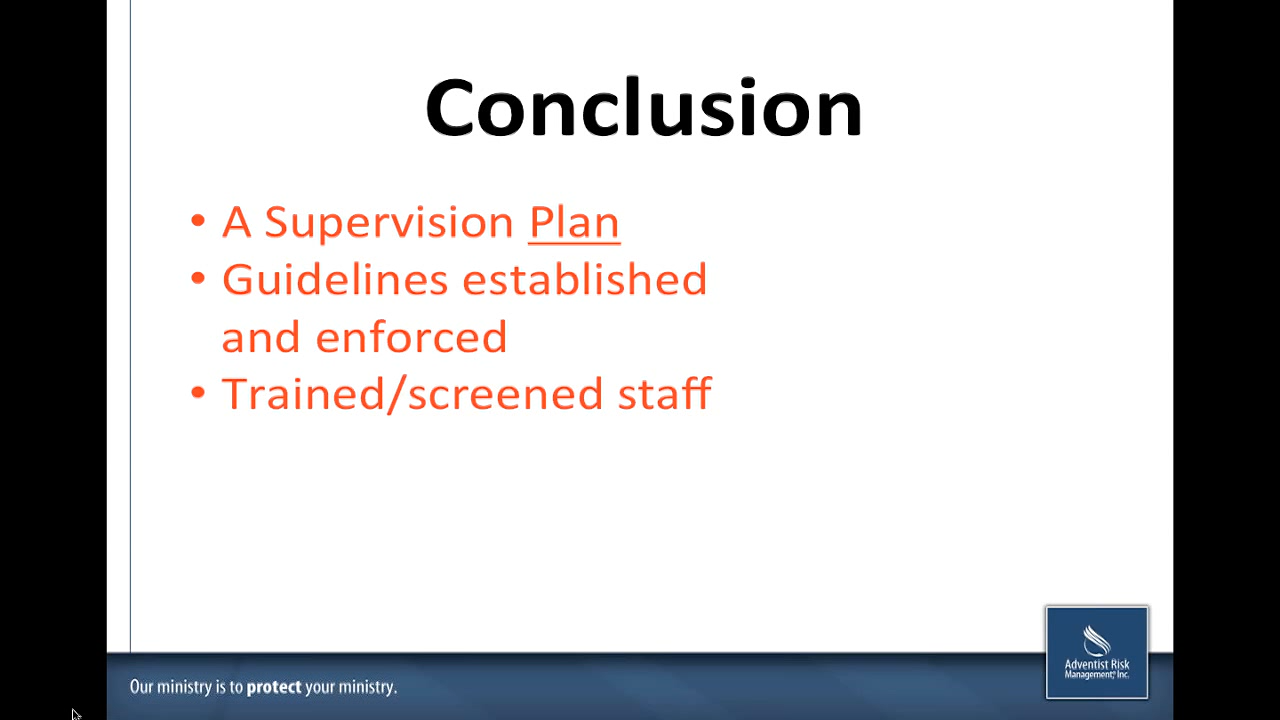 Conclusion
• A Supervision Plan
• Guidelines established
and enforced
• Trained/screened staff
Adventist Risk
Management, Inc.
Our ministry is to protect your ministry.